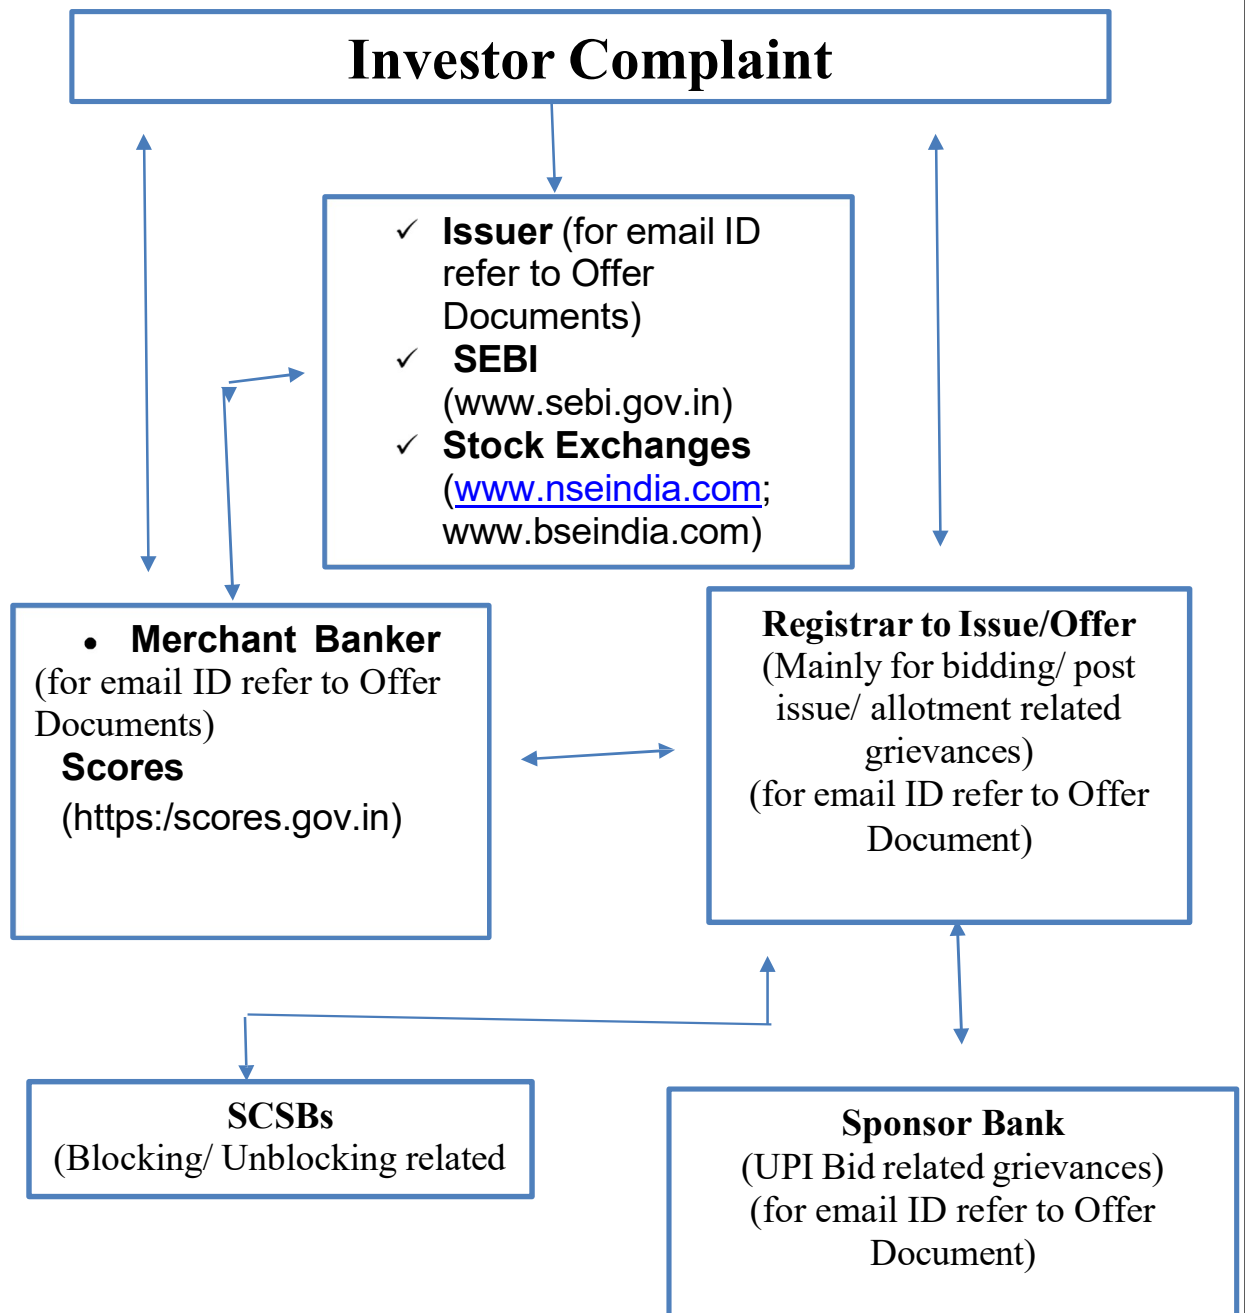 Investor Complaint
✓ Issuer (for email ID
refer to Offer
Documents)
✓ SEBI
(www.sebi.gov.in)
✓ Stock Exchanges
(www.nseindia.com;
www.bseindia.com)
• Merchant Banker
(for email ID refer to Offer
Documents)
Scores
(https:/scores.gov.in)
Registrar to Issue/Offer
(Mainly for bidding/ post
issue/ allotment related
grievances)
(for email ID refer to Offer
Document)
SCSBs
(Blocking/ Unblocking related
Sponsor Bank
(UPI Bid related grievances)
(for email ID refer to Offer
Document)